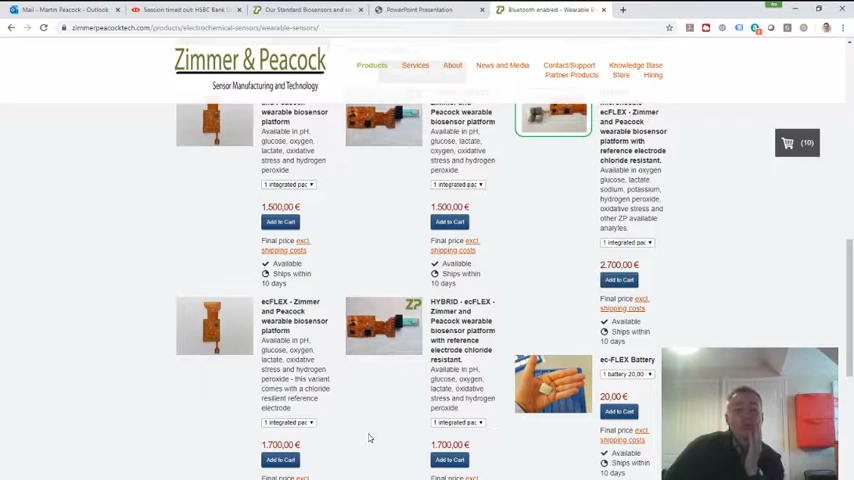 Mail - Martin Peacock - Outlook
Session timed out: HSBC Bank U
Our Standard Biosensors and se
PowerPoint Presentation
Bluetooth enabled - Wearable B
zimmerpeacocktech.com/products/electrochemical-sensors/wearable-sensors/
Zimmer & Peacock
Sensor Manufacturing and Technology
Products
Services
About
News and Media
Contact/Support
Knowledge Base
Partner Products
Store
Hiring
(10)
and Peacock
wearable biosensor
platform
Available in pH,
glucose, oxygen,
lactate, oxidative
stress and hydrogen
peroxide.
1 integrated pac
1.500,00 €
Add to Cart
Final price excl.
shipping costs
Available
Ships within
10 days
and Peacock
wearable biosensor
platform
Available in pH,
glucose, oxygen,
lactate, oxidative
stress and hydrogen
peroxide.
1 integrated pac
1.500,00 €
Add to Cart
Final price excl.
shipping costs
Available
Ships within
10 days
ecFLEX - Zimmer
and Peacock
wearable biosensor
platform with
reference electrode
chloride resistant.
Available in oxygen
glucose, lactate
sodium, potassium,
hydrogen peroxide,
oxidative stress and
other ZP available
analytes.
1 integrated pac
2.700,00 €
Add to Cart
Final price excl.
shipping costs
Available
Ships within
10 days
ecFLEX - Zimmer
and Peacock
wearable biosensor
platform
Available in pH,
glucose, oxygen,
lactate, oxidative
stress and hydrogen
peroxide - this variant
comes with a chloride
resilient reference
electrode
1 integrated pac
1.700,00 €
Add to Cart
Final price excl.
ZP
HYBRID - ecFLEX -
Zimmer and
Peacock wearable
biosensor platform
with reference
electrode chloride
resistant.
Available in pH,
glucose, oxygen,
lactate, oxidative
stress and hydrogen
peroxide
1 integrated pac
1.700,00 €
Add to Cart
Final price excl.
ec-FLEX Battery
1 battery 20,00
20,00 €
Add to Cart
Final price excl.
shipping costs
Available
Ships within
10 days